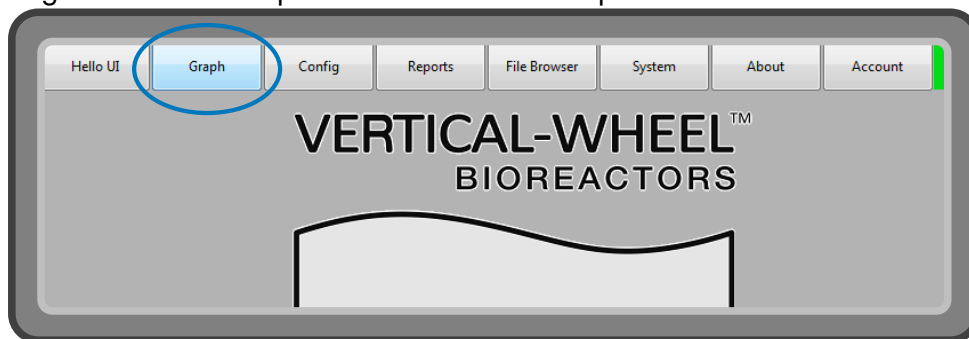 Hello UI Graph Config Reports File Browser System About Account
VERTICAL-WHEEL™
BIOREACTORS